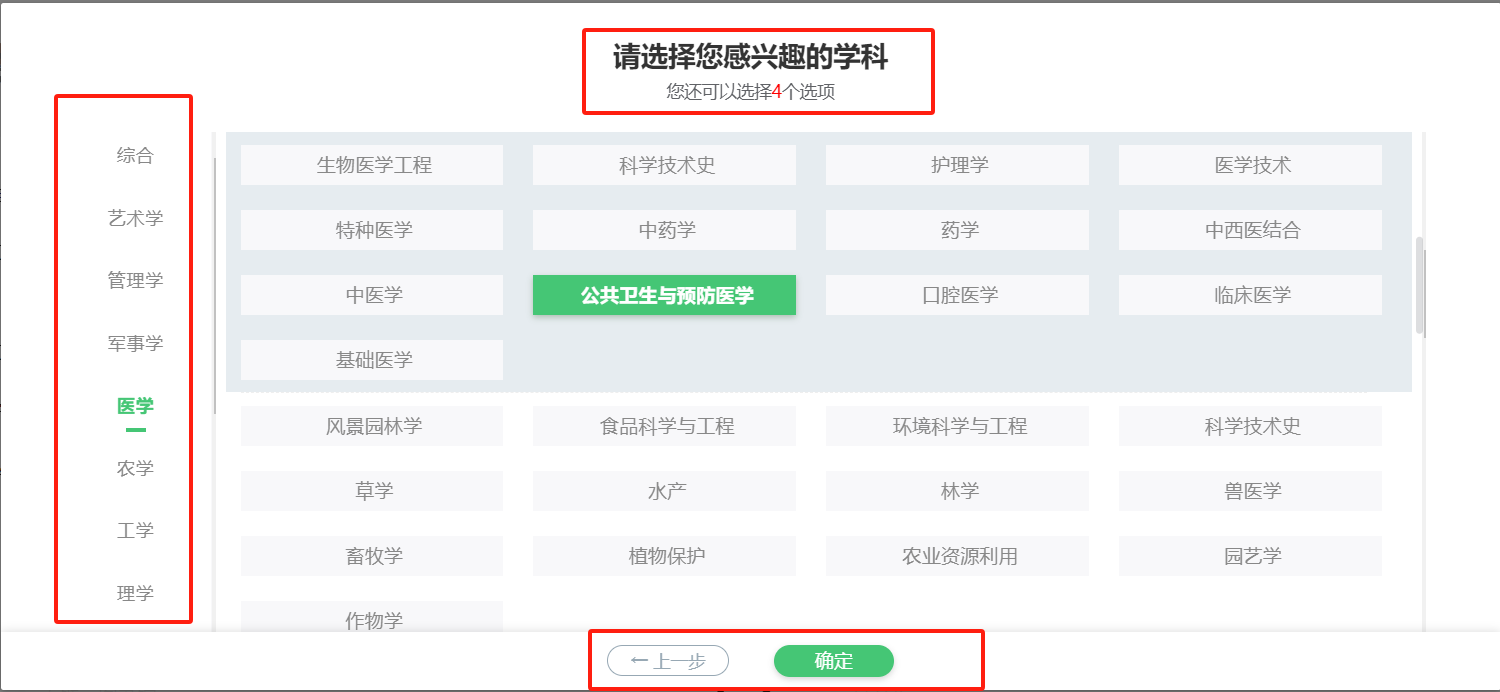 请选择您感兴趣的学科
您还可以选择4个选项
综合
艺术学
管理学
军事学
医学
农学
工学
理学
生物医学工程 科学技术史 护理学 医学技术
特种医学 中药学 药学 中西医结合
中医学 公共卫生与预防医学 口腔医学 临床医学
基础医学
风景园林学 食品科学与工程 环境科学与工程 科学技术史
草学 水产 林学 兽医学
畜牧学 植物保护 农业资源利用 园艺学
作物学
←上一步 确定